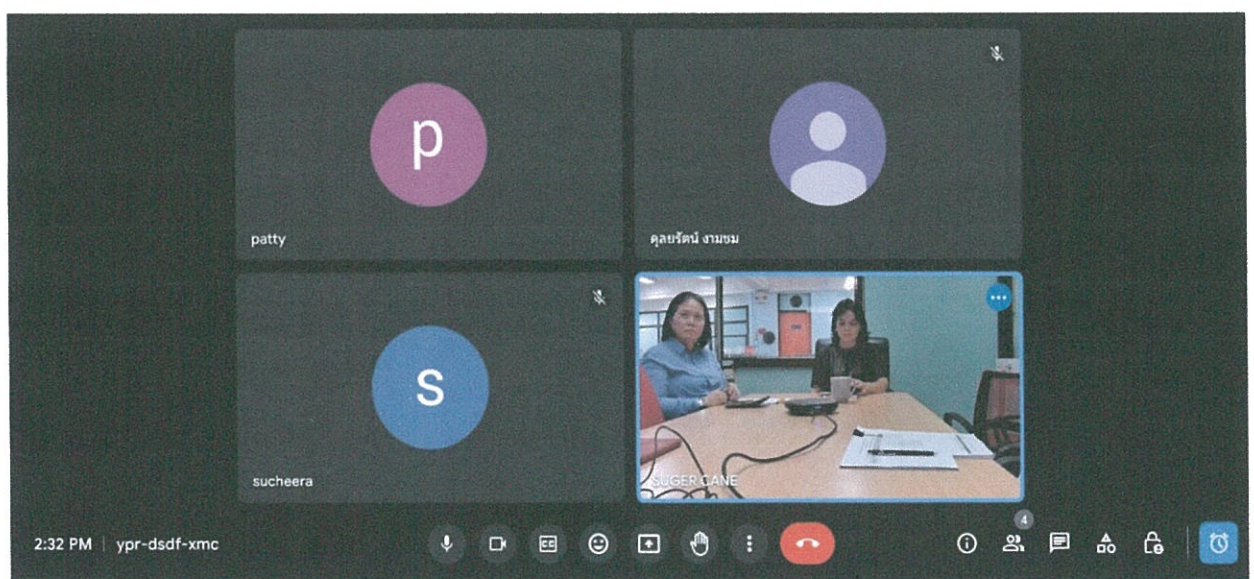 p
patty
ดุลยรัตน์ งามชม
s
sucheera
SUGER CANE
2:32 PM | ypr-dsdf-xmc
CC
4